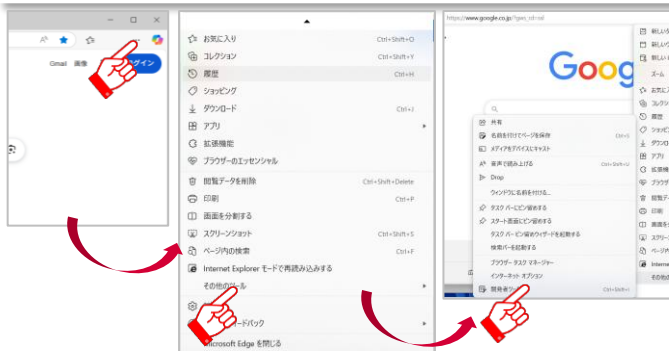 Gmail 画像
グイン
お気に入り Ctrl+Shift+O
コレクション Ctrl+Shift+Y
履歴 Ctrl+H
ショッピング
ダウンロード Ctrl+J
アプリ
拡張機能
ブラウザーのエッセンシャル
閲覧データを削除 Ctrl+Shift+Delete
印刷 Ctrl+P
画面を分割する
スクリーンショット Ctrl+Shift+S
ページ内の検索 Ctrl+F
Internet Explorer モードで再読み込みする
その他のツール
ードバック
Microsoft Edge を閉じる
https://www.google.co.jp/?gws_rd=ssl
Goog
共有
名前を付けてページを保存 Ctrl+S
メディアをデバイスにキャスト
音声で読み上げる Ctrl+Shift+U
Drop
ウィンドウに名前を付ける...
タスク バーにピン留めする
スタート画面にピン留めする
タスク バー ピン留めウィザードを起動する
検索バーを起動する
ブラウザー タスク マネージャー
インターネット オプション
開発者ツ Ctrl+Shift+I
新しいタ
新しいウ
新しい
ズーム
お気に入
コレクシ
履歴
ショッピ
ダウンロ
アプリ
拡張機
ブラウザ
閲覧デー
印刷
画面を分
スクリー
ページ内
Interne
その他の